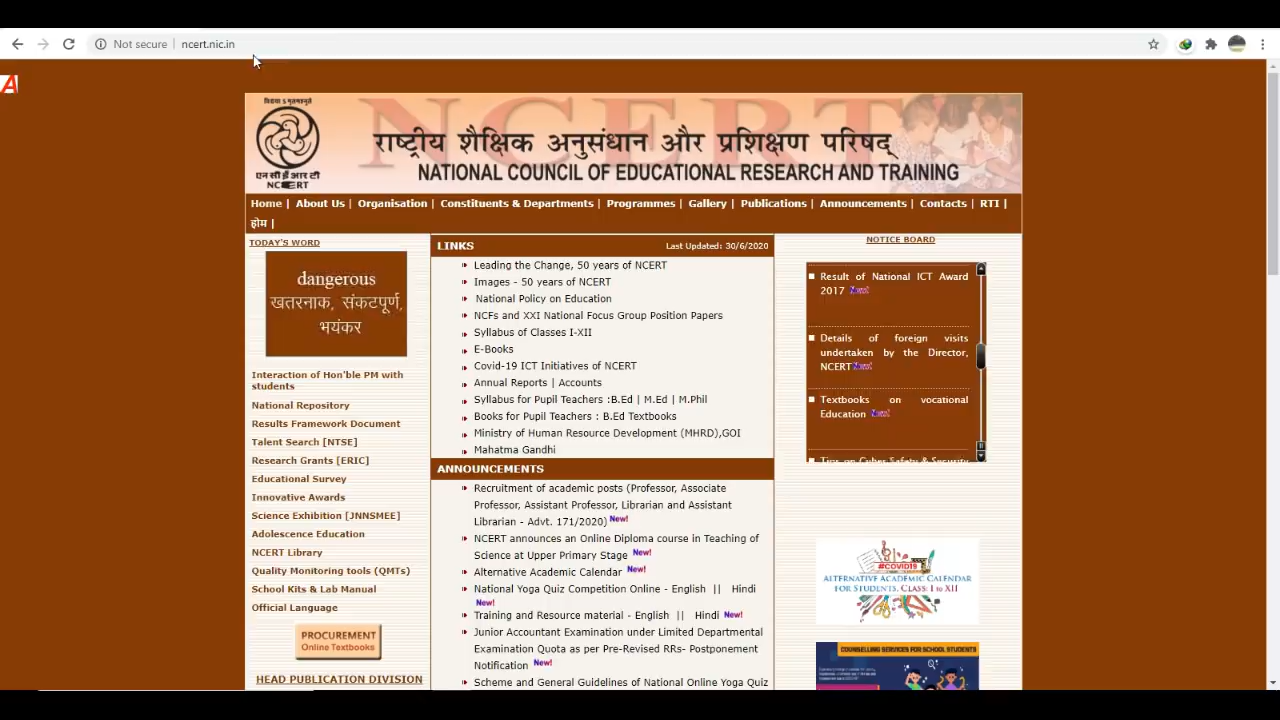 Not secure | ncert.nic.in
A
विद्यया ऽ मृतमश्नुते
एन सी ई आर टी
NCERT
NCERT
राष्ट्रीय शैक्षिक अनुसंधान और प्रशिक्षण परिषद्
NATIONAL COUNCIL OF EDUCATIONAL RESEARCH AND TRAINING
Home | About Us | Organisation | Constituents & Departments | Programmes | Gallery | Publications | Announcements | Contacts | RTI |
होम |
TODAY'S WORD
dangerous
खतरनाक, संकटपूर्ण,
भयंकर
Interaction of Hon'ble PM with
students
National Repository
Results Framework Document
Talent Search [NTSE]
Research Grants [ERIC]
Educational Survey
Innovative Awards
Science Exhibition [JNNSMEE]
Adolescence Education
NCERT Library
Quality Monitoring tools (QMTs)
School Kits & Lab Manual
Official Language
PROCUREMENT
Online Textbooks
HEAD PUBLICATION DIVISION
LINKS Last Updated: 30/6/2020
Leading the Change, 50 years of NCERT
Images - 50 years of NCERT
National Policy on Education
NCFs and XXI National Focus Group Position Papers
Syllabus of Classes I-XII
E-Books
Covid-19 ICT Initiatives of NCERT
Annual Reports | Accounts
Syllabus for Pupil Teachers :B.Ed | M.Ed | M.Phil
Books for Pupil Teachers : B.Ed Textbooks
Ministry of Human Resource Development (MHRD),GOI
Mahatma Gandhi
ANNOUNCEMENTS
Recruitment of academic posts (Professor, Associate
Professor, Assistant Professor, Librarian and Assistant
Librarian - Advt. 171/2020) New!
NCERT announces an Online Diploma course in Teaching of
Science at Upper Primary Stage New!
Alternative Academic Calendar New!
National Yoga Quiz Competition Online - English || Hindi
New!
Training and Resource material - English || Hindi New!
Junior Accountant Examination under Limited Departmental
Examination Quota as per Pre-Revised RRs- Postponement
Notification New!
Scheme and General Guidelines of National Online Yoga Quiz
NOTICE BOARD
Result of National ICT Award
2017 New!
Details of foreign visits
undertaken by the Director,
NCERT New!
Textbooks on vocational
Education New!
Tips on Cyber Safety & Security
#COVID19
ALTERNATIVE ACADEMIC CALENDAR
FOR STUDENTS, CLASS: I to XII
COUNSELLING SERVICES FOR SCHOOL STUDENTS